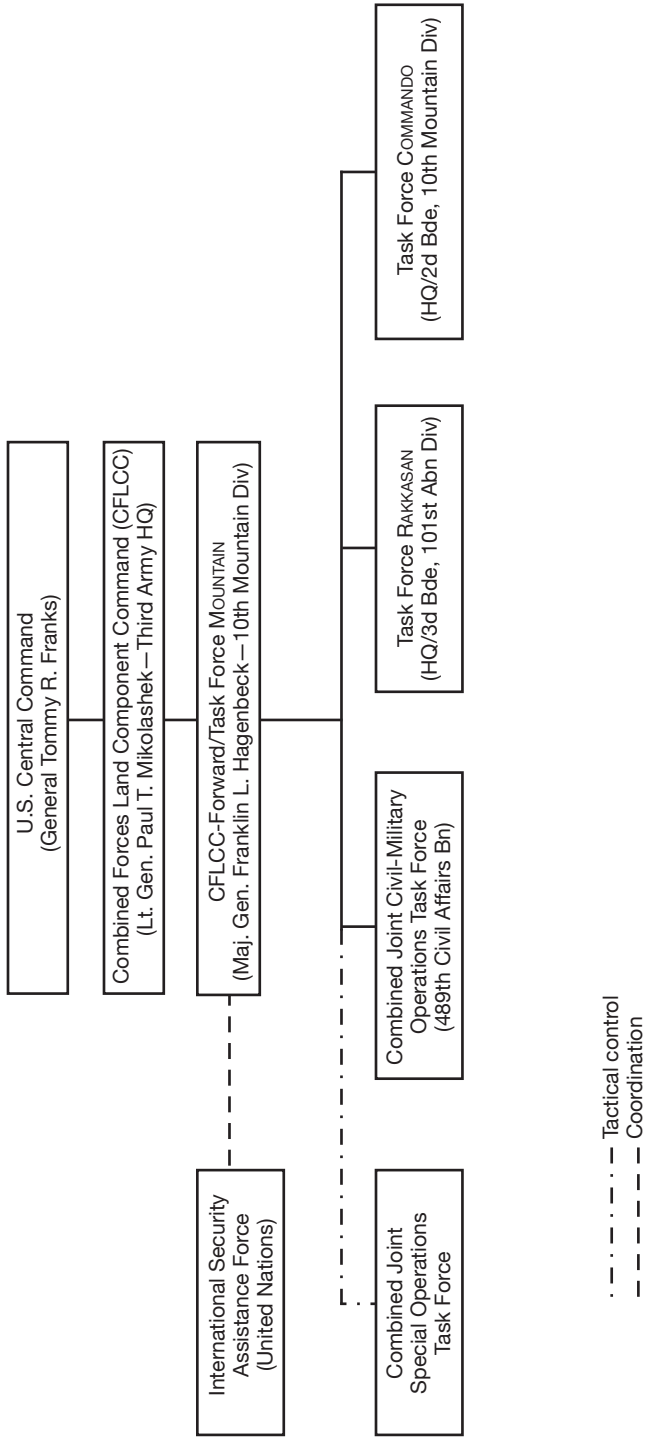 U.S. Central Command
(General Tommy R. Franks)
Combined Forces Land Component Command (CFLCC)
(Lt. Gen. Paul T. Mikolashek—Third Army HQ)
CFLCC-Forward/Task Force MOUNTAIN
(Maj. Gen. Franklin L. Hagenbeck—10th Mountain Div)
International Security
Assistance Force
(United Nations)
Combined Joint
Special Operations
Task Force
Combined Joint Civil-Military
Operations Task Force
(489th Civil Affairs Bn)
Task Force RAKKASAN
(HQ/3d Bde, 101st Abn Div)
Task Force COMMANDO
(HQ/2d Bde, 10th Mountain Div)
Tactical control
Coordination